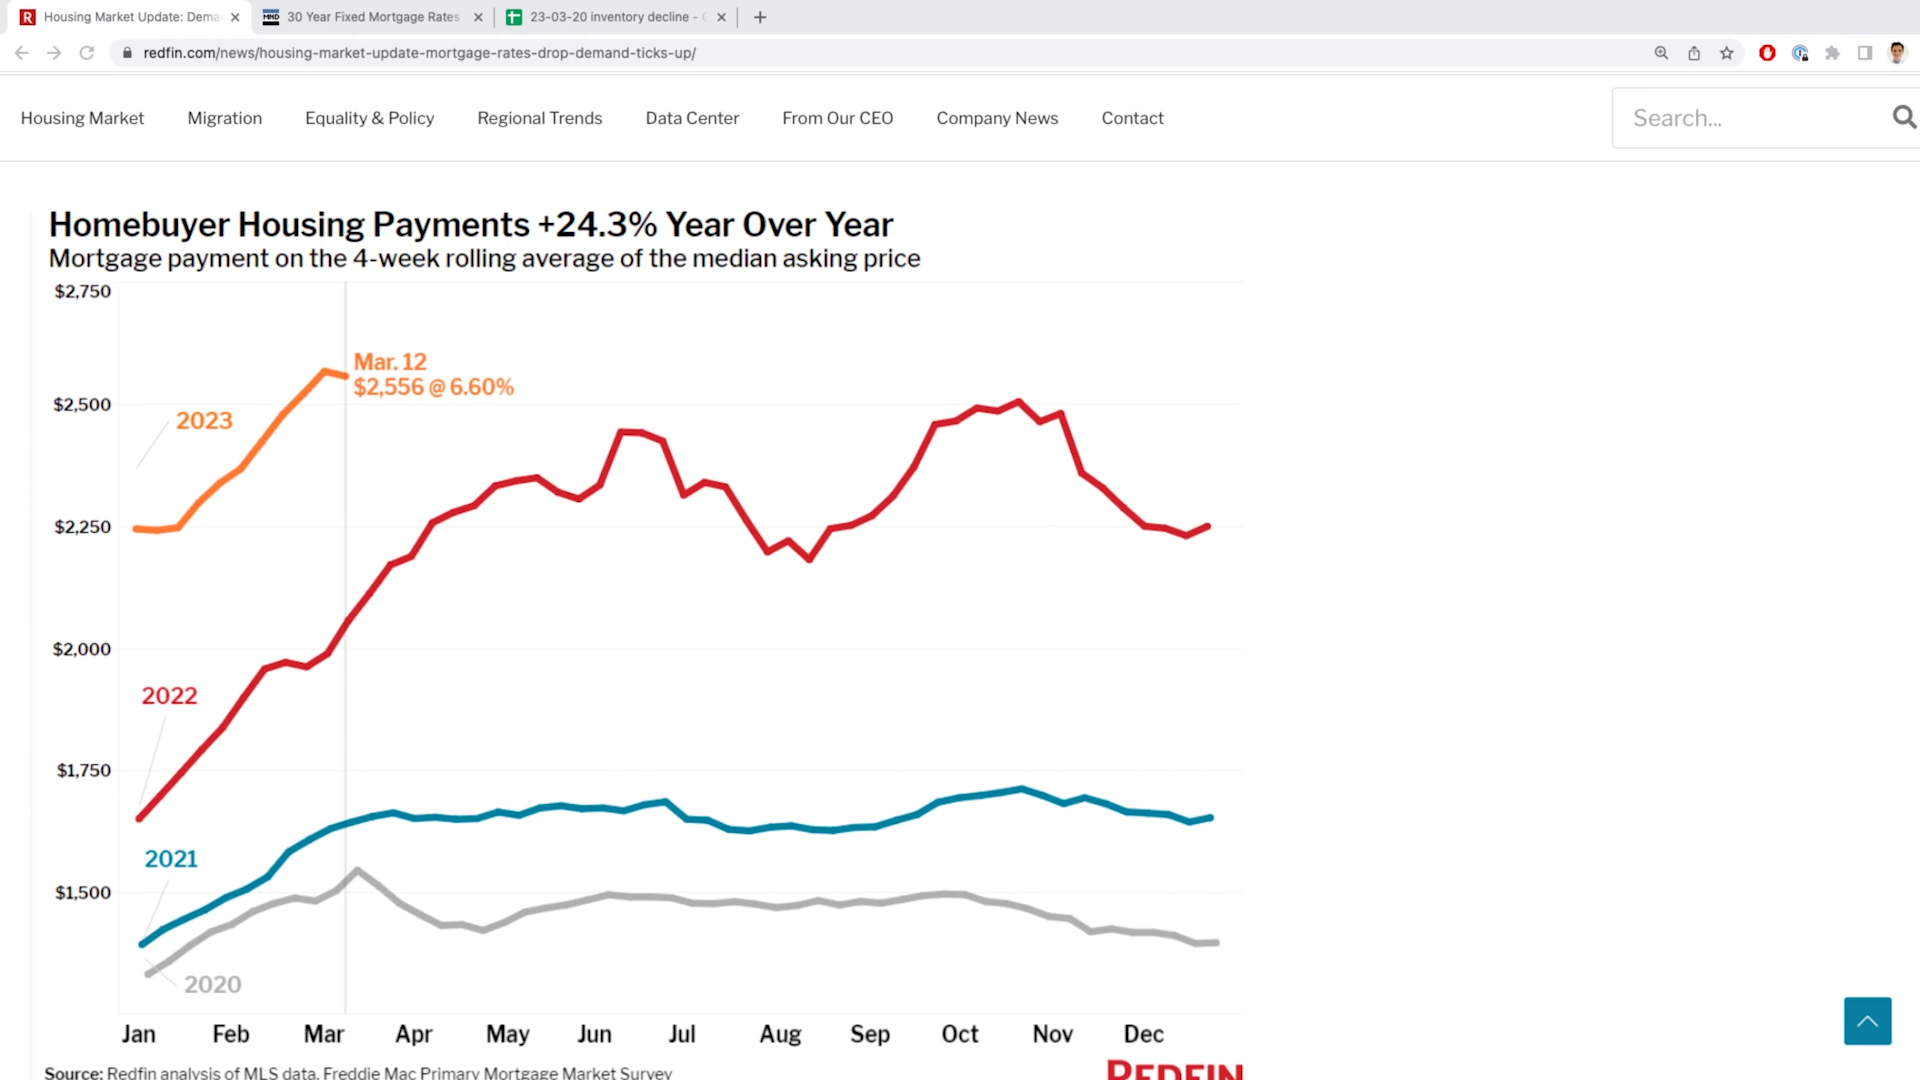 Housing Market Update: Dema
30 Year Fixed Mortgage Rates
23-03-20 inventory decline -
redfin.com/news/housing-market-update-mortgage-rates-drop-demand-ticks-up/
Housing Market Migration Equality & Policy Regional Trends Data Center From Our CEO Company News Contact
Search...
Homebuyer Housing Payments +24.3% Year Over Year
Mortgage payment on the 4-week rolling average of the median asking price
$2,750
Mar. 12
$2,556 @ 6.60%
$2,500
2023
$2,250
$2,000
2022
$1,750
2021
$1,500
2020
Jan Feb Mar Apr May Jun Jul Aug Sep Oct Nov Dec
Source: Redfin analysis of MLS data, Freddie Mac Primary Mortgage Market Survey
REDFIN